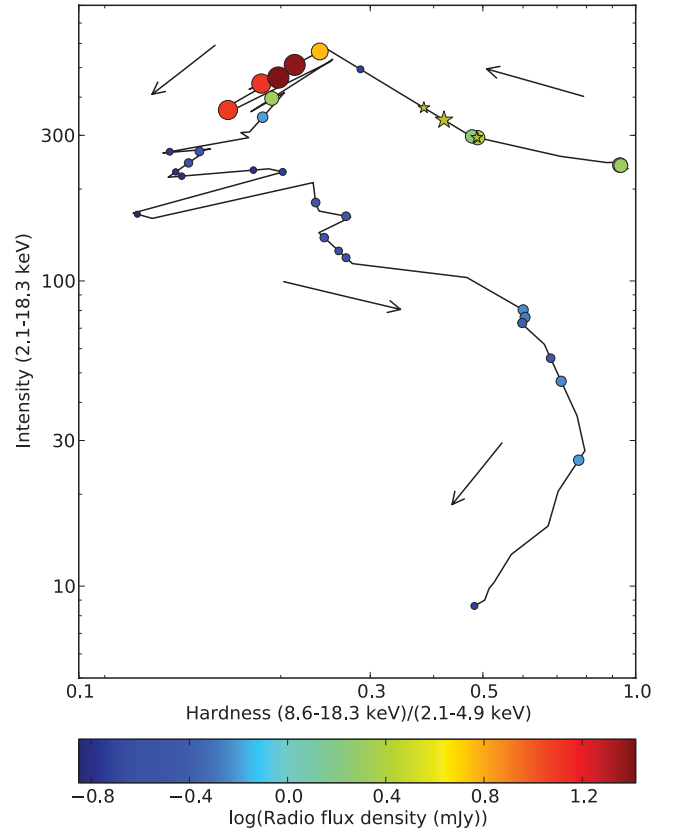 300
100
30
10
Intensity (2.1-18.3 keV)
0.1 0.3 0.5 1.0
Hardness (8.6-18.3 keV)/(2.1-4.9 keV)
−0.8 −0.4 0.0 0.4 0.8 1.2
log(Radio flux density (mJy))